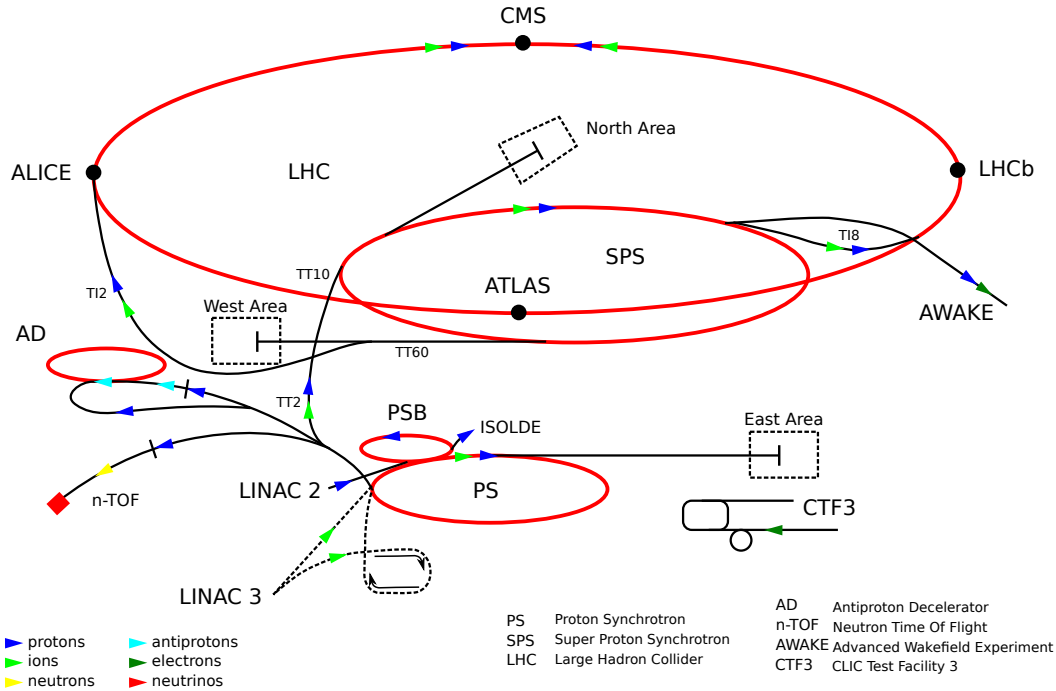 CMS
North Area
ALICE
LHC
LHCb
SPS
TI8
TT10
ATLAS
TI2
West Area
AWAKE
AD
TT60
TT2
PSB
ISOLDE
East Area
LINAC 2
PS
n-TOF
CTF3
LINAC 3
protons
ions
neutrons
antiprotons
electrons
neutrinos
PS Proton Synchrotron
SPS Super Proton Synchrotron
LHC Large Hadron Collider
AD Antiproton Decelerator
n-TOF Neutron Time Of Flight
AWAKE Advanced Wakefield Experiment
CTF3 CLIC Test Facility 3